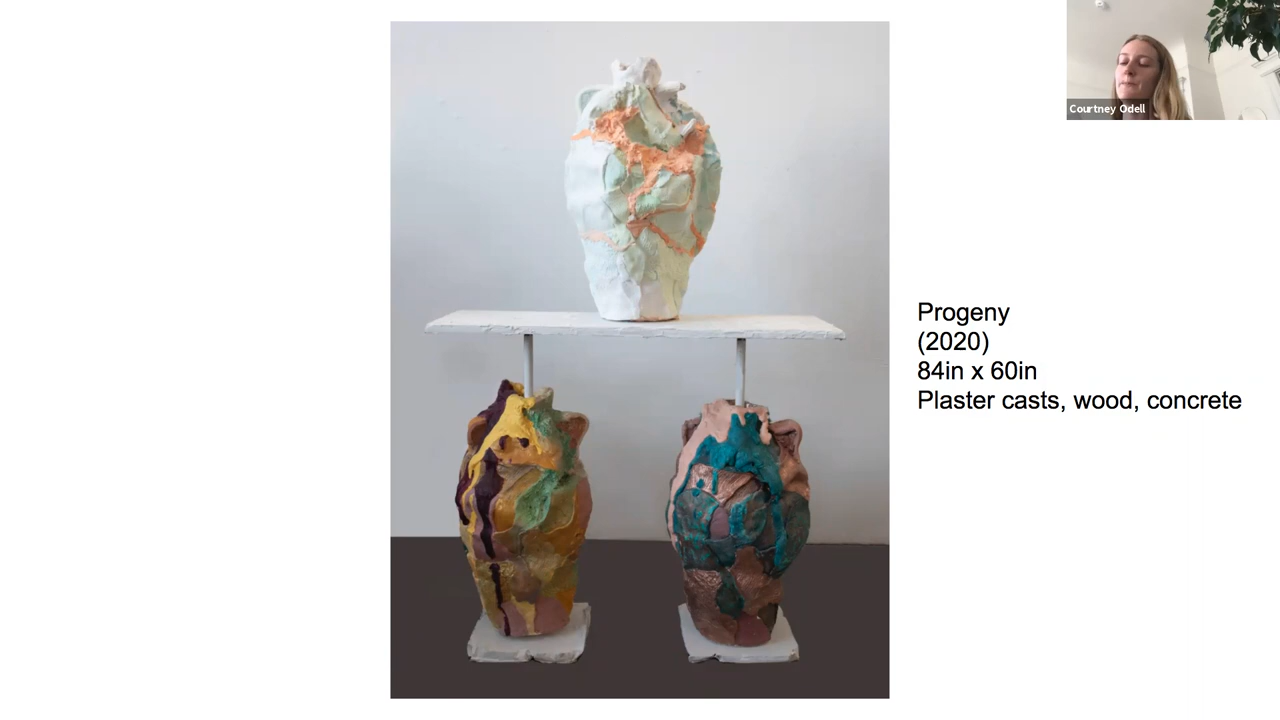 Courtney Odell
Progeny
(2020)
84in x 60in
Plaster casts, wood, concrete